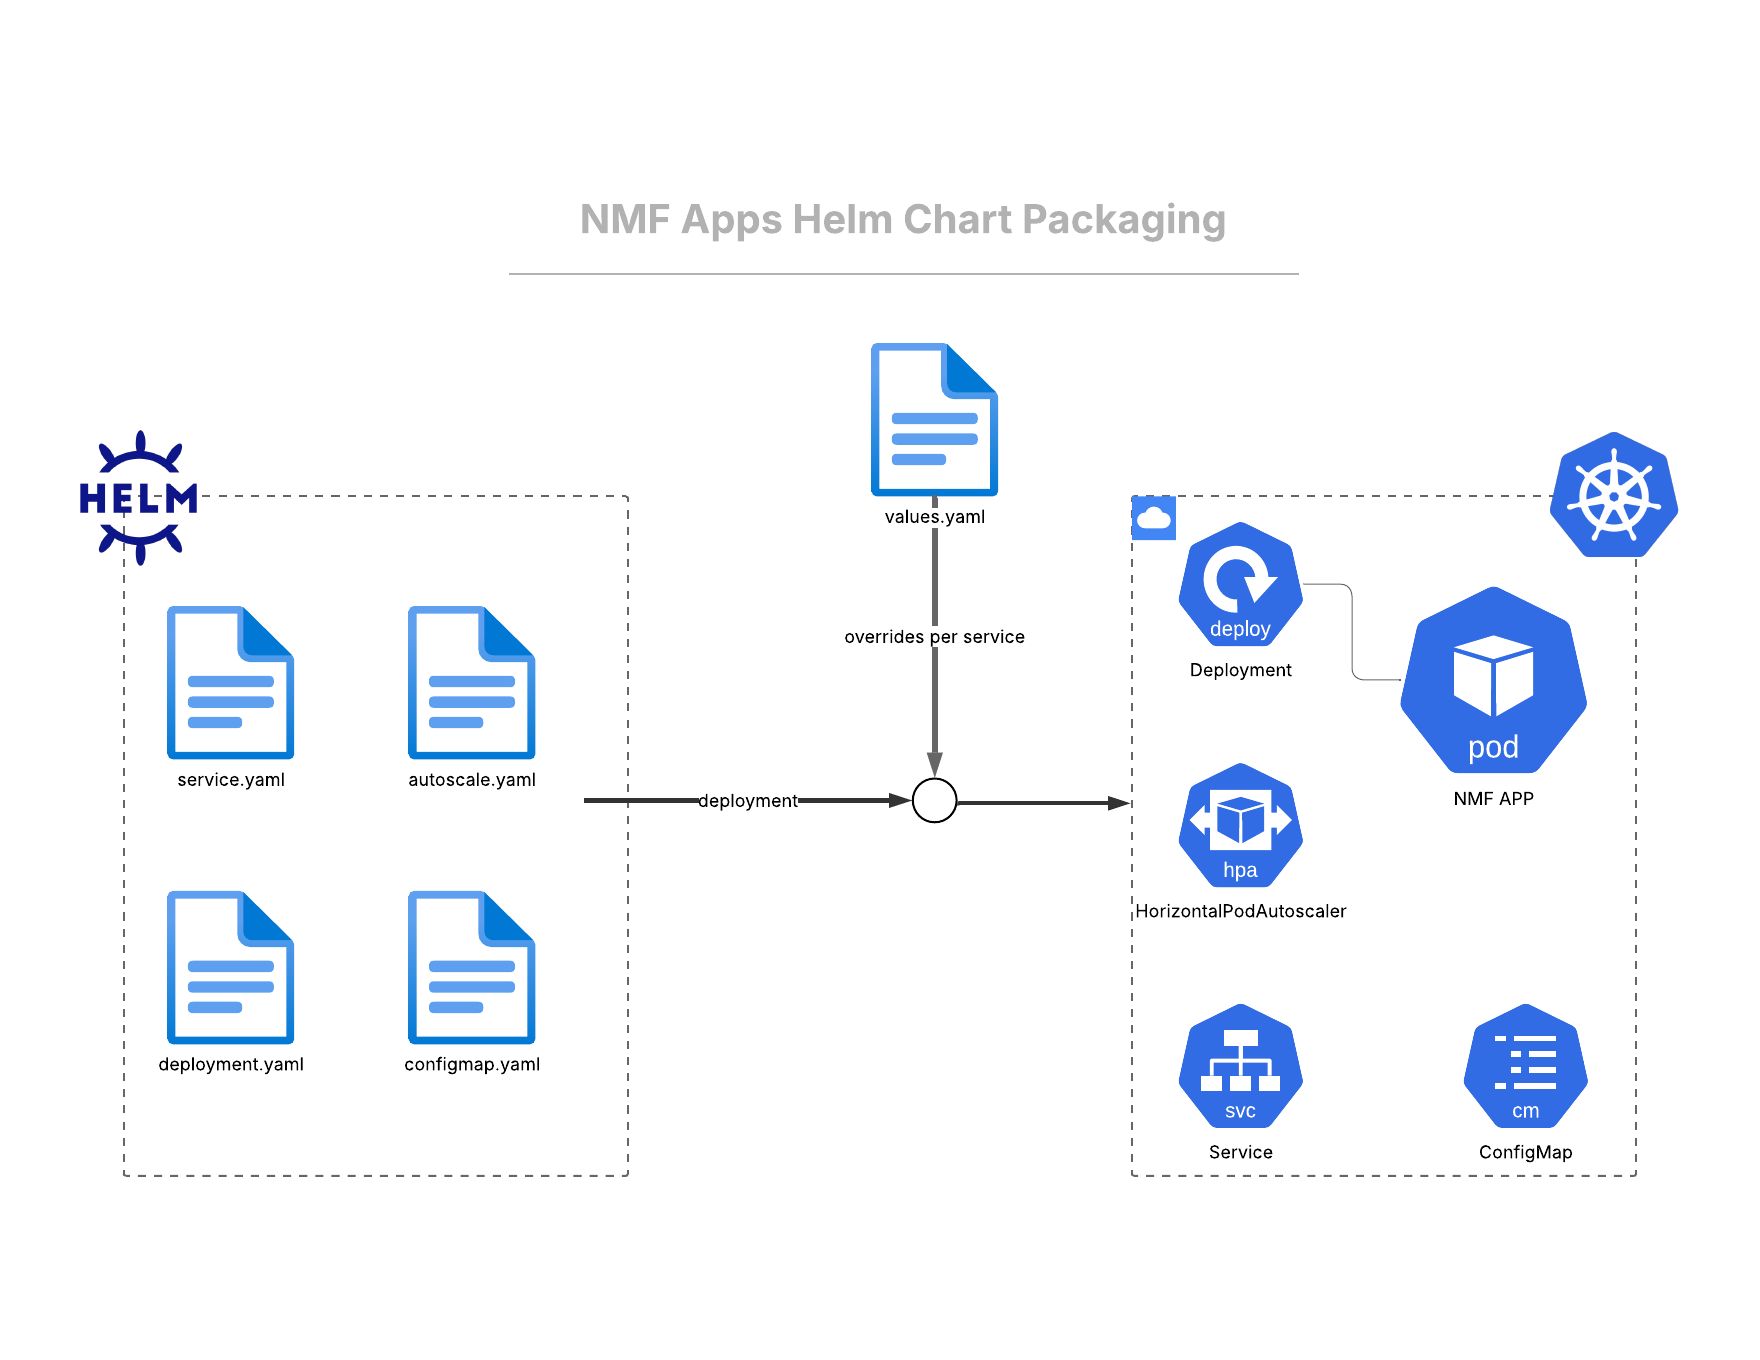 NMF Apps Helm Chart Packaging
values.yaml
HELM
overrides per service
service.yaml
autoscale.yaml
deployment
deployment.yaml
configmap.yaml
deploy
Deployment
pod
NMF APP
hpa
HorizontalPodAutoscaler
svc
Service
cm
ConfigMap